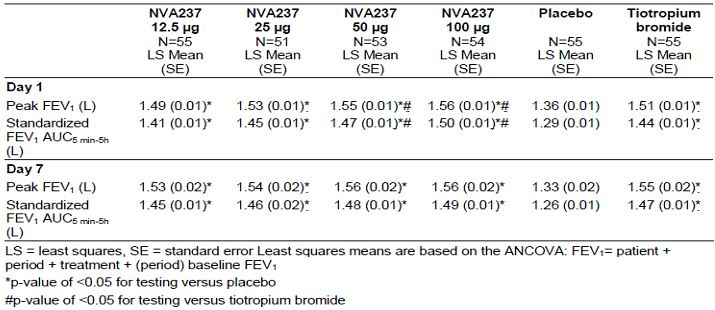 NVA237 NVA237 NVA237 NVA237 Placebo Tiotropium
12.5 µg 25 µg 50 µg 100 µg bromide
N=55 N=51 N=53 N=54 N=55 N=55
LS Mean LS Mean LS Mean LS Mean LS Mean LS Mean
(SE) (SE) (SE) (SE) (SE) (SE)
Day 1
Peak FEV₁ (L) 1.49 (0.01)* 1.53 (0.01)* 1.55 (0.01)*# 1.56 (0.01)*# 1.36 (0.01) 1.51 (0.01)*
Standardized 1.41 (0.01)* 1.45 (0.01)* 1.47 (0.01)*# 1.50 (0.01)*# 1.29 (0.01) 1.44 (0.01)*
FEV₁ AUC₅ ₘᵢₙ₋₅ₕ
(L)
Day 7
Peak FEV₁ (L) 1.53 (0.02)* 1.54 (0.02)* 1.56 (0.02)* 1.56 (0.02)* 1.33 (0.02) 1.55 (0.02)*
Standardized 1.45 (0.01)* 1.46 (0.02)* 1.48 (0.01)* 1.49 (0.01)* 1.26 (0.01) 1.47 (0.01)*
FEV₁ AUC₅ ₘᵢₙ₋₅ₕ
(L)
LS = least squares, SE = standard error Least squares means are based on the ANCOVA: FEV₁= patient +
period + treatment + (period) baseline FEV₁
*p-value of <0.05 for testing versus placebo
#p-value of <0.05 for testing versus tiotropium bromide